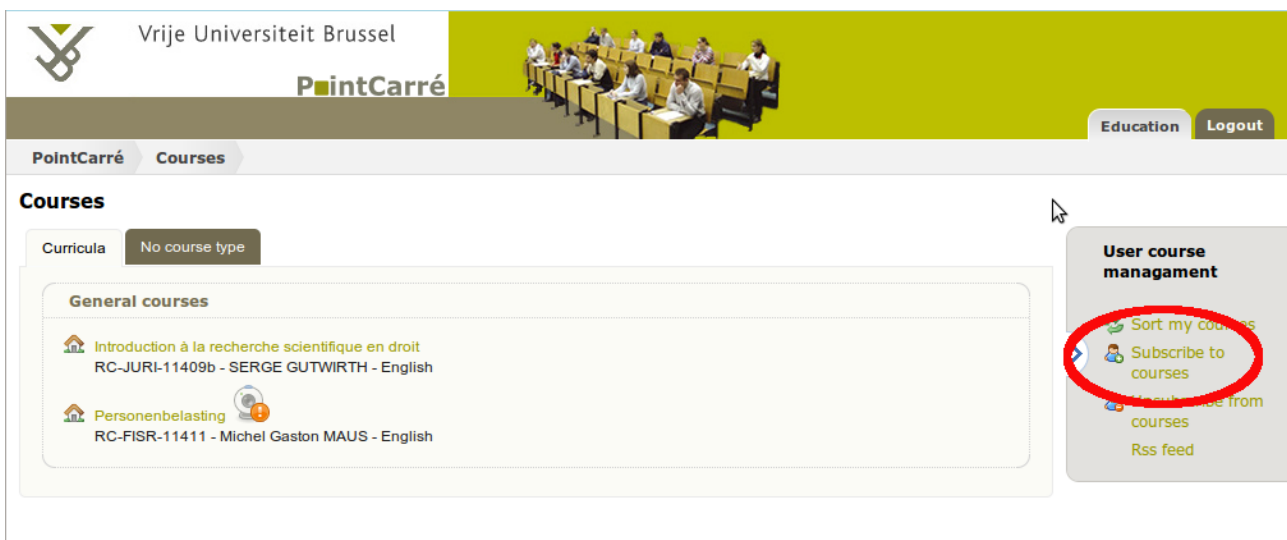 Vrije Universiteit Brussel
PointCarré
Education
Logout
PointCarré
Courses
Courses
Curricula
No course type
General courses
Introduction à la recherche scientifique en droit
RC-JURI-11409b - SERGE GUTWIRTH - English
Personenbelasting
RC-FISR-11411 - Michel Gaston MAUS - English
User course
managament
Sort my courses
Subscribe to
courses
Unsubscribe from
courses
Rss feed